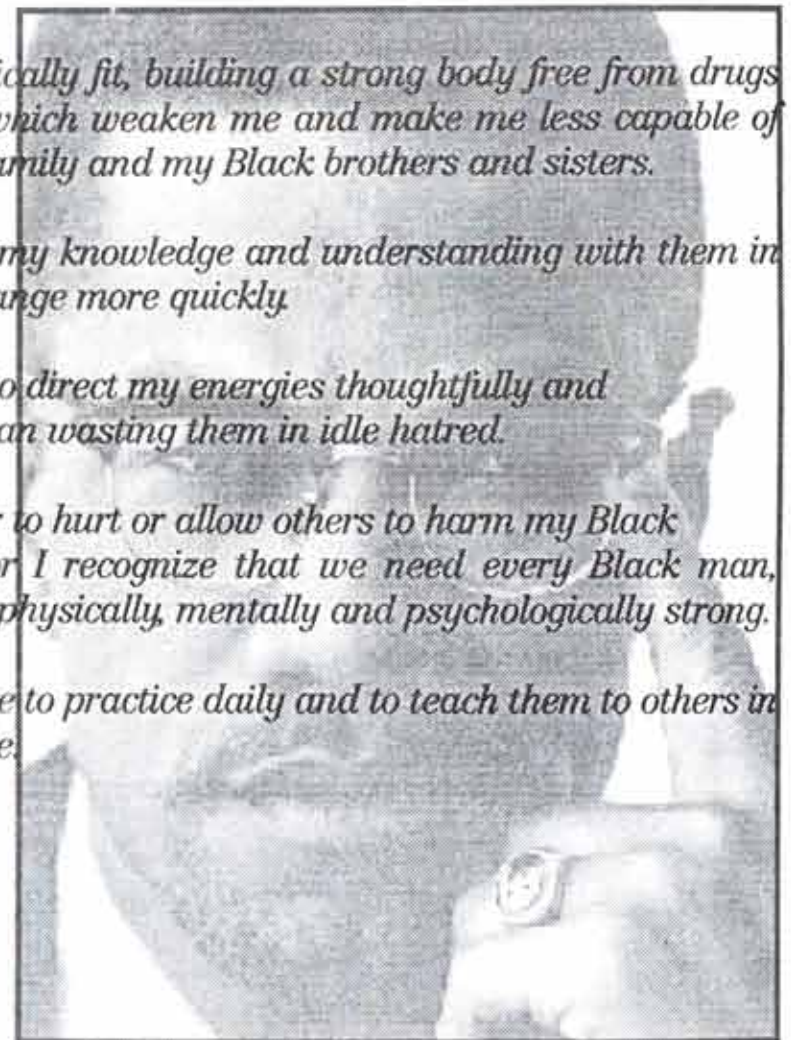 ically fit, building a strong body free from drugs
which weaken me and make me less capable of
amily and my Black brothers and sisters.
my knowledge and understanding with them in
ange more quickly.
o direct my energies thoughtfully and
an wasting them in idle hatred.
to hurt or allow others to harm my Black
or I recognize that we need every Black man,
physically, mentally and psychologically strong.
e to practice daily and to teach them to others in
e.